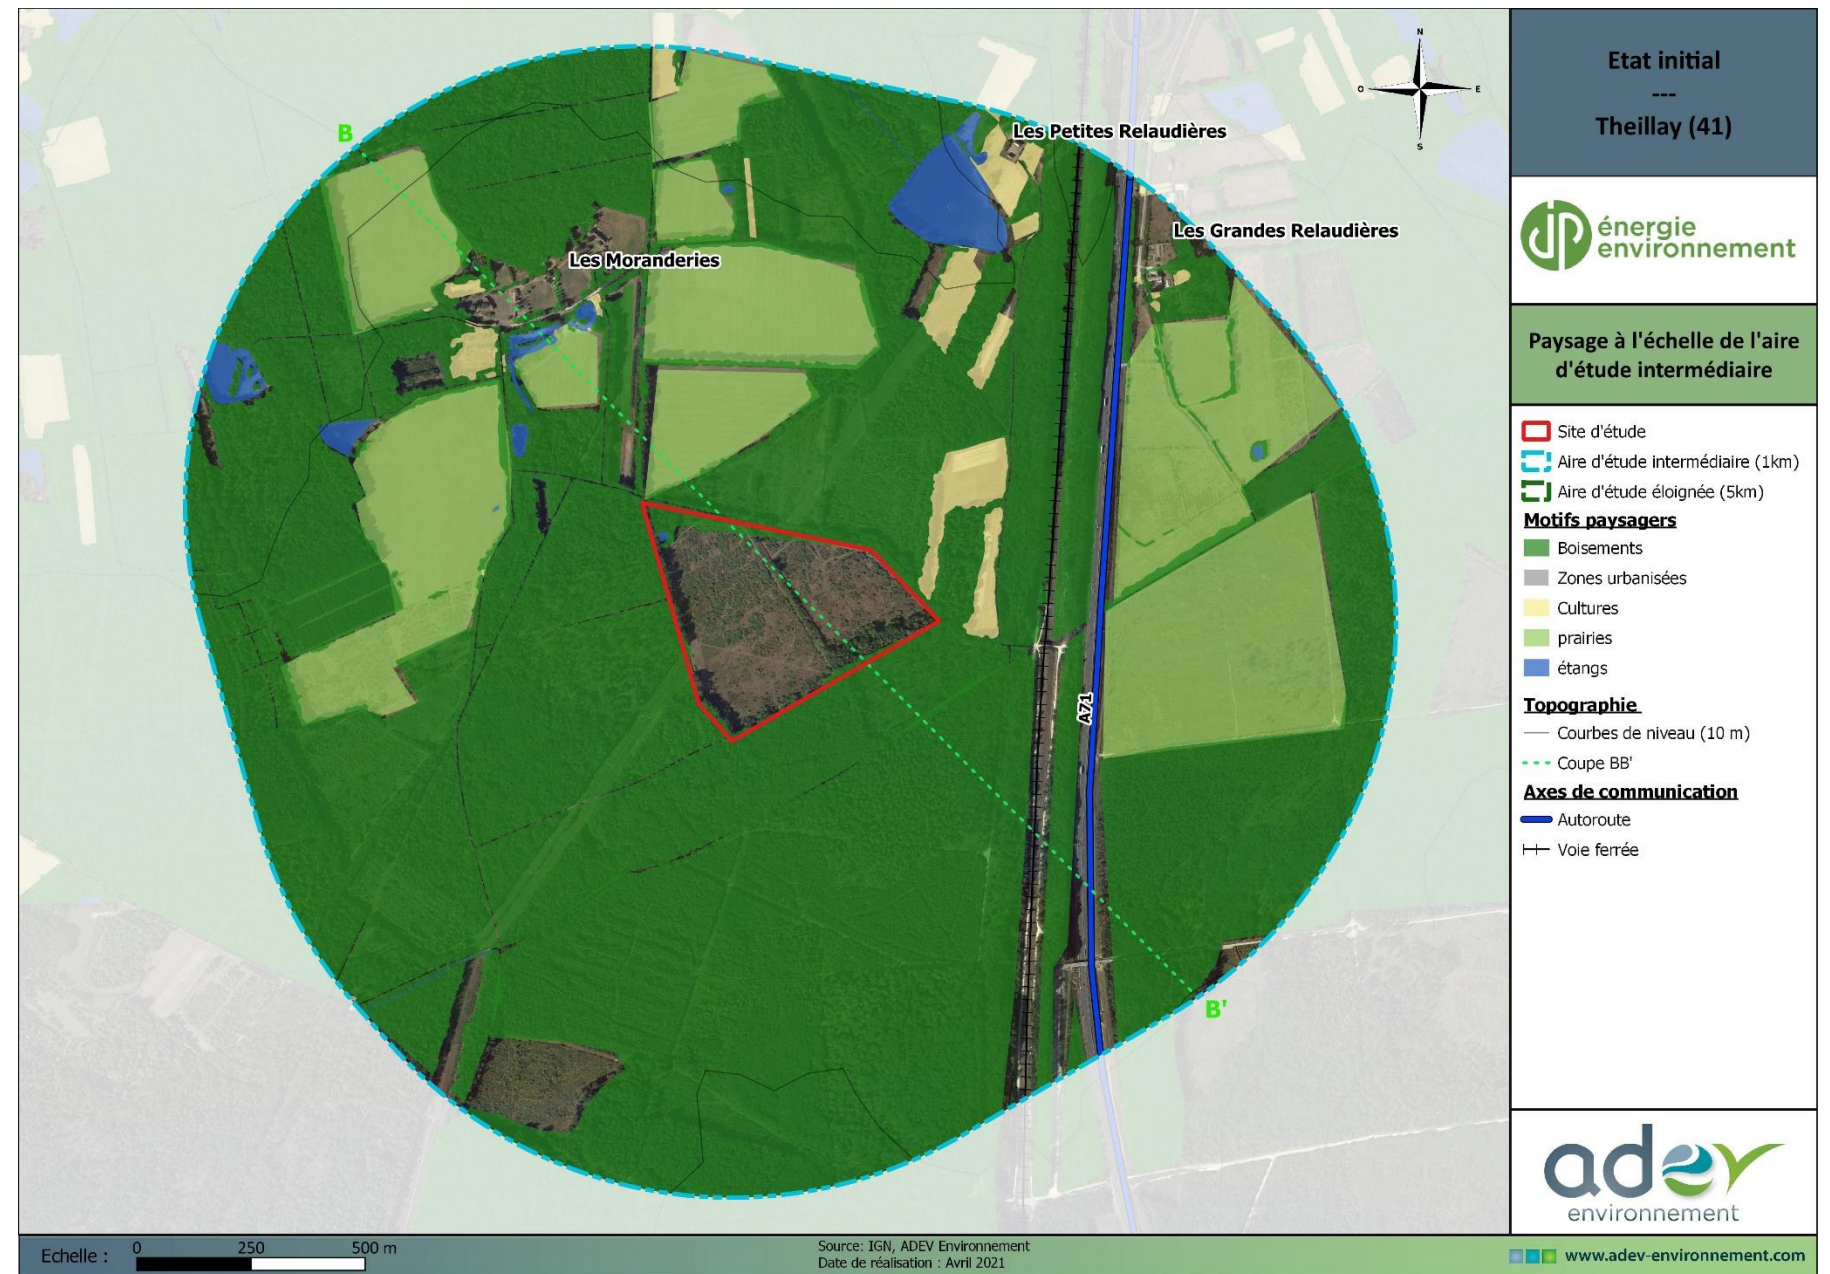 B
Les Petites Relaudières
Les Grandes Relaudières
Les Moranderies
A71
B'
N
O
E
S
Etat initial
---
Theillay (41)
JP énergie
environnement
Paysage à l'échelle de l'aire
d'étude intermédiaire
Site d'étude
Aire d'étude intermédiaire (1km)
Aire d'étude éloignée (5km)
Motifs paysagers
Boisements
Zones urbanisées
Cultures
prairies
étangs
Topographie
Courbes de niveau (10 m)
Coupe BB'
Axes de communication
Autoroute
Voie ferrée
adev
environnement
Echelle :
0 250 500 m
Source: IGN, ADEV Environnement
Date de réalisation : Avril 2021
www.adev-environnement.com